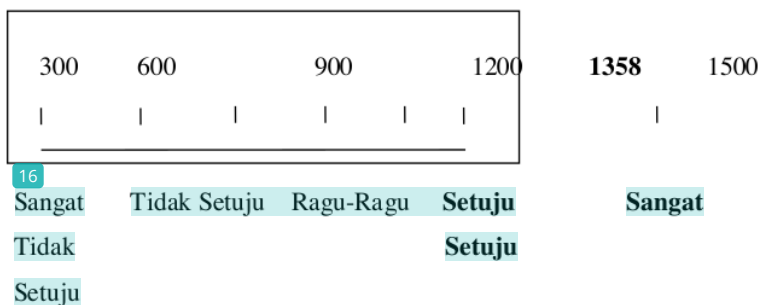 300 600 900 1200 1358 1500
16
Sangat Tidak Setuju Ragu-Ragu Setuju Sangat
Tidak Setuju
Setuju